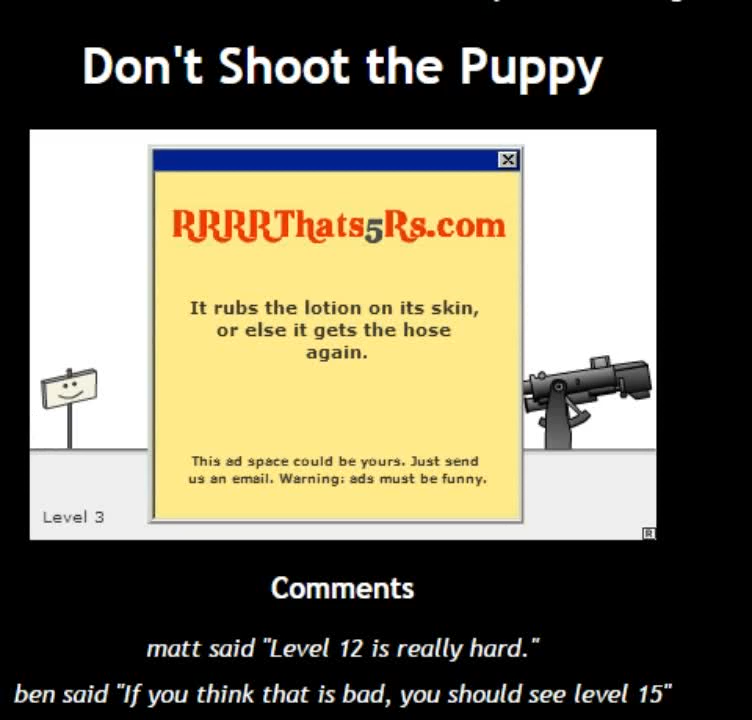 Don't Shoot the Puppy
RRRRThats5Rs.com
It rubs the lotion on its skin,
or else it gets the hose
again.
This ad space could be yours. Just send
us an email. Warning: ads must be funny.
Level 3
R
Comments
matt said "Level 12 is really hard."
ben said "If you think that is bad, you should see level 15"